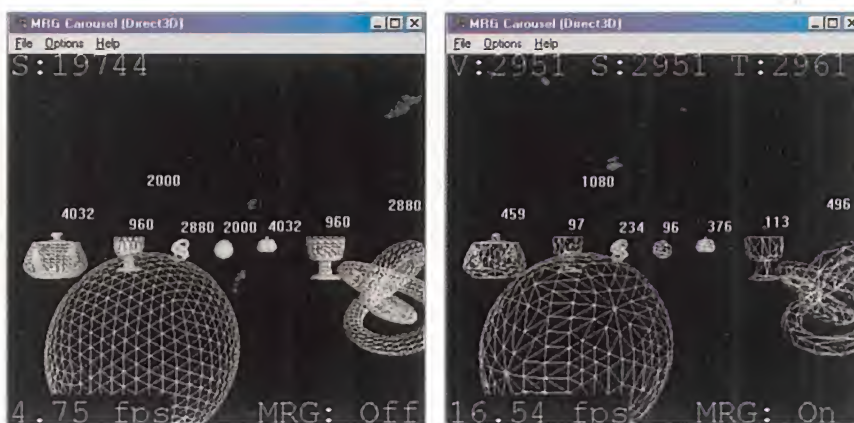 MRG Carousel (Direct3D)
File Options Help
S:19744
2000
4032 960 2880 2000 4032 960 2880
4.75 fps MRG: Off
MRG Carousel (Direct3D)
File Options Help
V:2951 S:2951 T:2961
1080
459 97 234 96 376 113 496
16.54 fps MRG: On